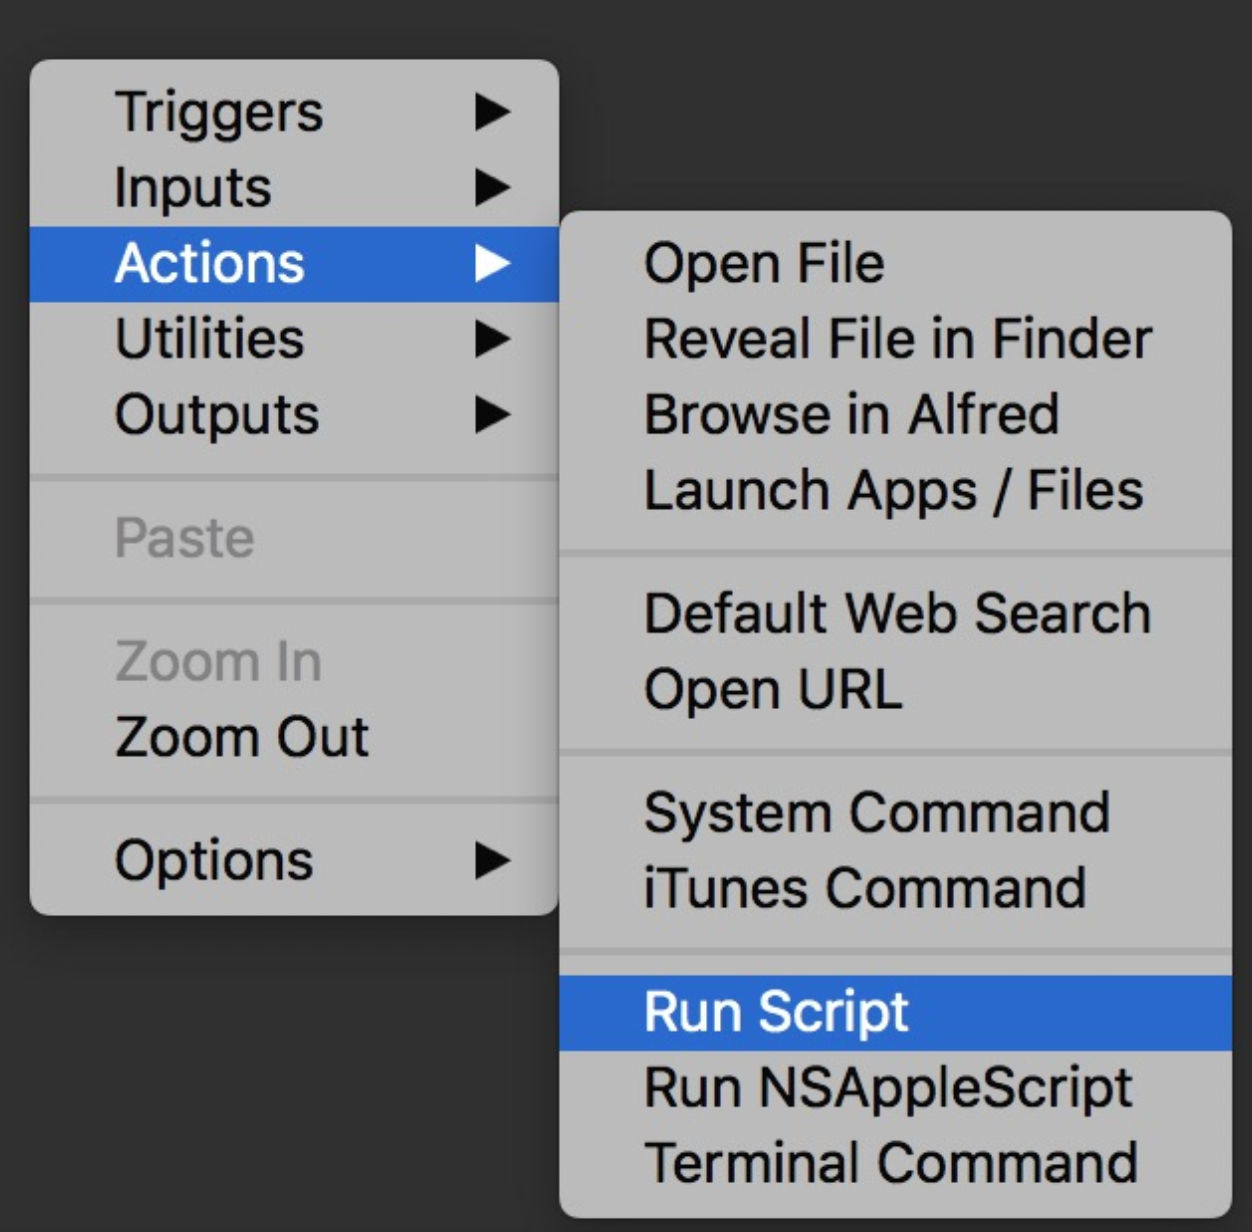 Triggers
Inputs
Actions
Utilities
Outputs
Paste
Zoom In
Zoom Out
Options
Open File
Reveal File in Finder
Browse in Alfred
Launch Apps / Files
Default Web Search
Open URL
System Command
iTunes Command
Run Script
Run NSAppleScript
Terminal Command